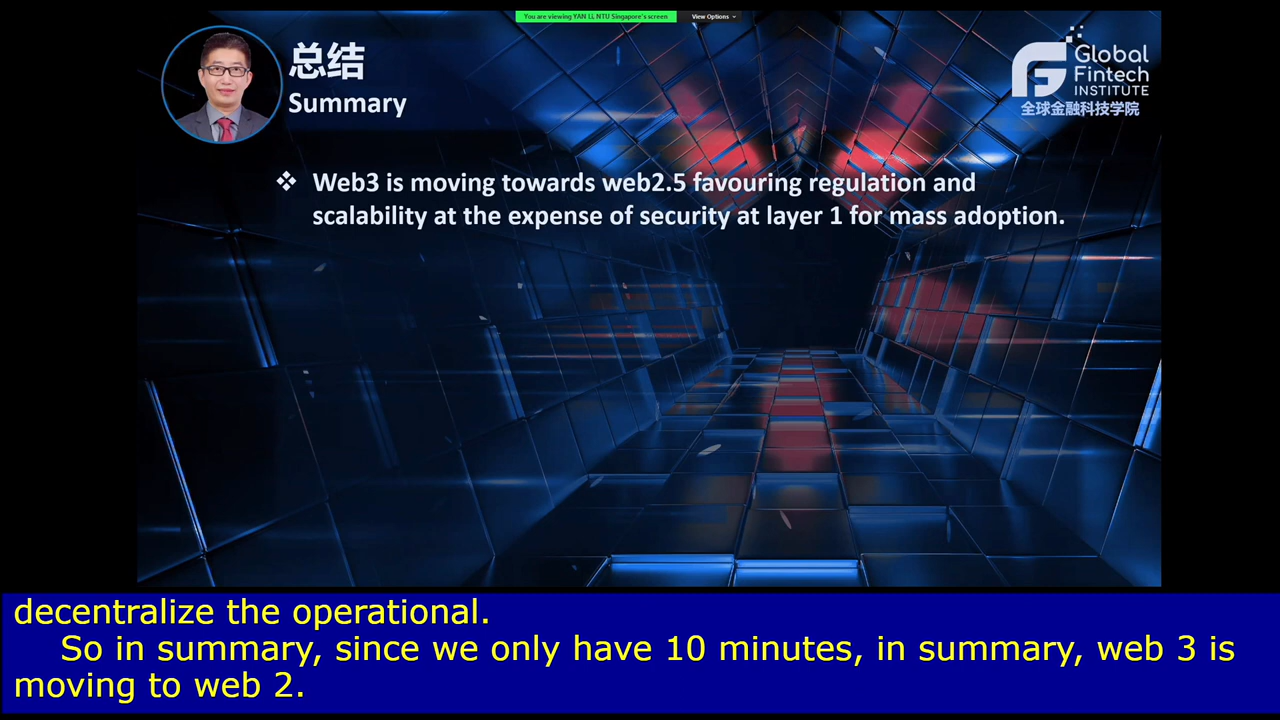 You are viewing YAN LI, NTU Singapore's screen
View Options
总结
Summary
Global
Fintech
INSTITUTE
全球金融科技学院
❖ Web3 is moving towards web2.5 favouring regulation and
scalability at the expense of security at layer 1 for mass adoption.
decentralize the operational.
So in summary, since we only have 10 minutes, in summary, web 3 is
moving to web 2.